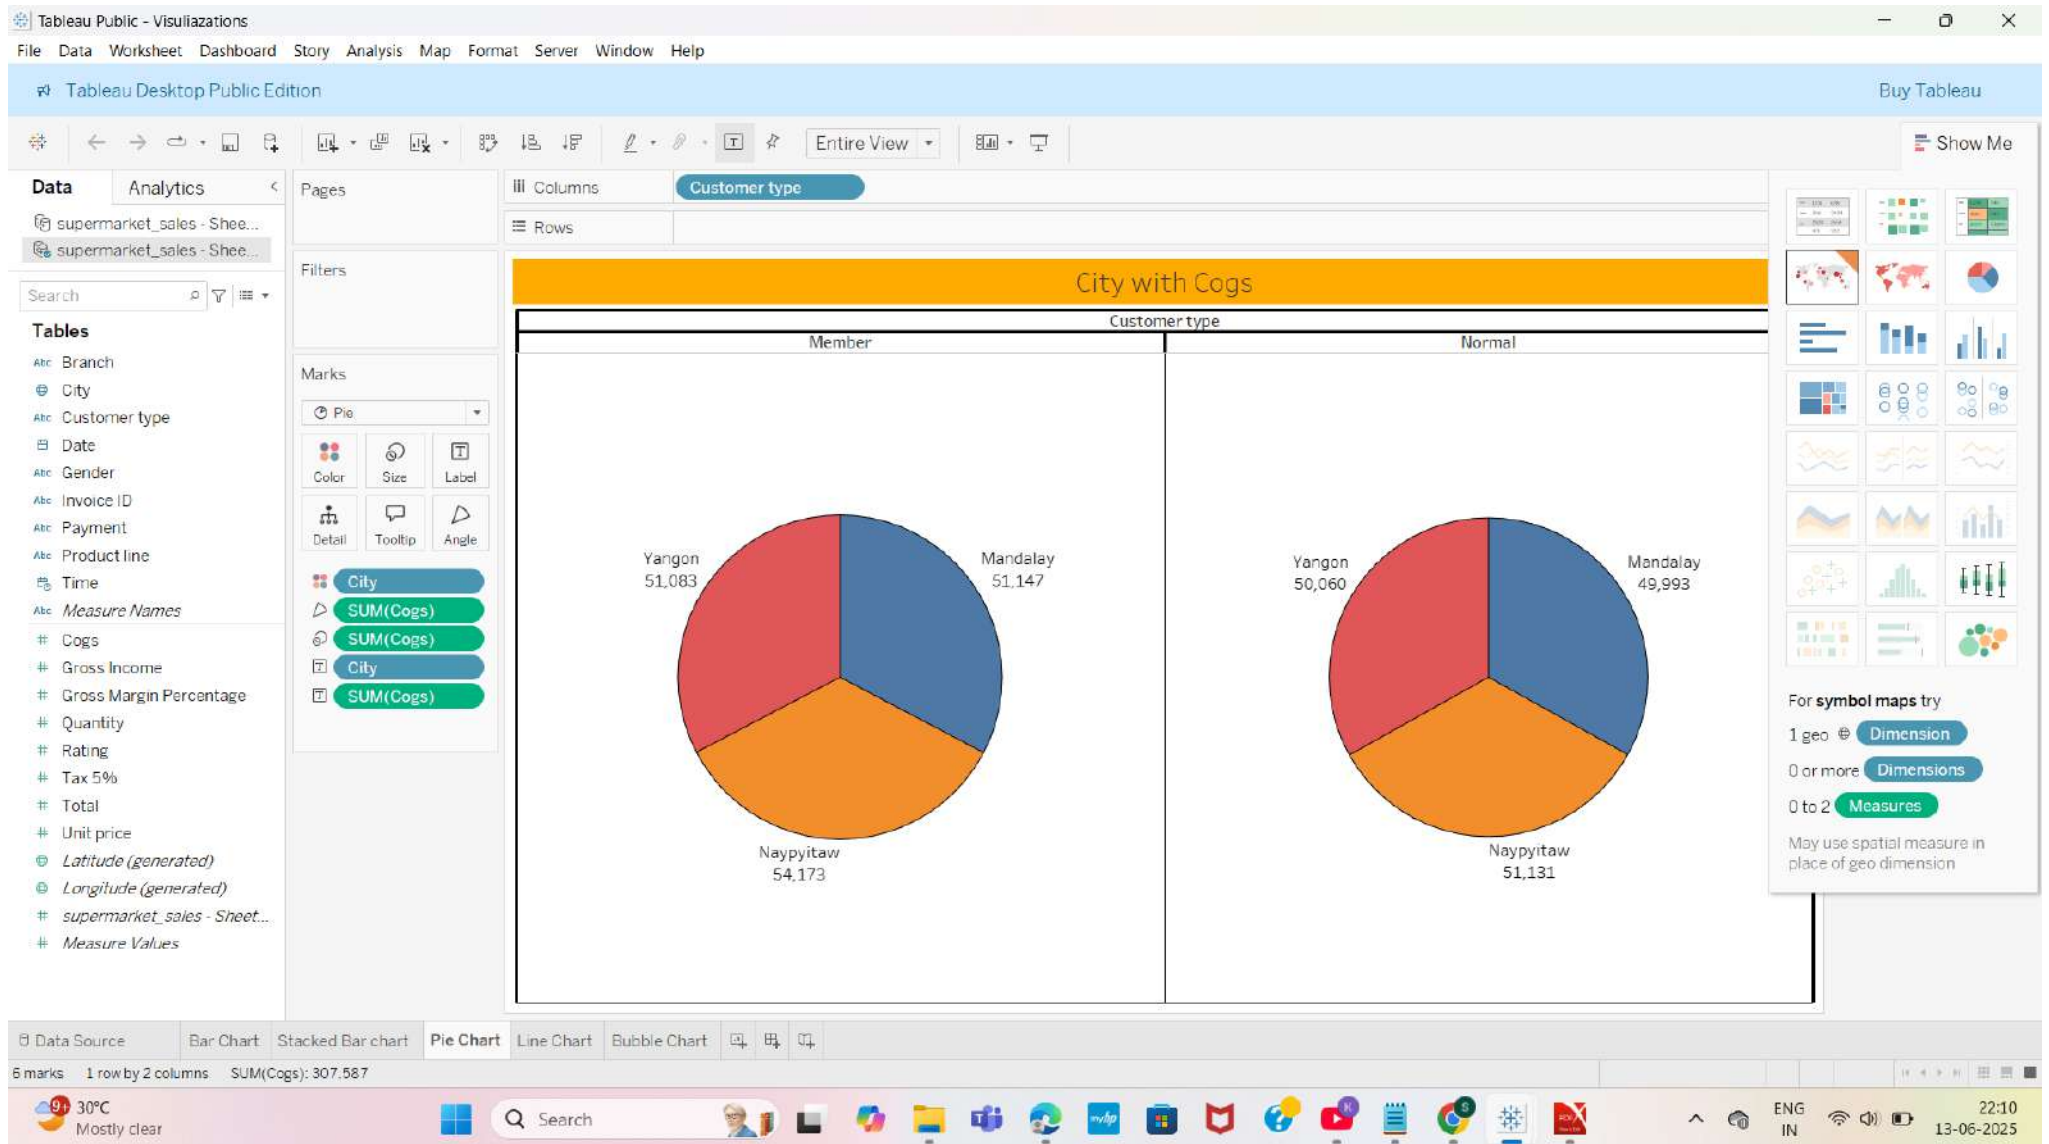 Tableau Public - Visuliazations
File Data Worksheet Dashboard Story Analysis Map Format Server Window Help
Tableau Desktop Public Edition Buy Tableau
Entire View Show Me
Data Analytics
supermarket_sales - Shee...
supermarket_sales - Shee...
Search
Tables
Abc Branch
City
Abc Customer type
Date
Abc Gender
Abc Invoice ID
Abc Payment
Abc Product line
Time
Abc Measure Names
# Cogs
# Gross Income
# Gross Margin Percentage
# Quantity
# Rating
# Tax 5%
# Total
# Unit price
Latitude (generated)
Longitude (generated)
# supermarket_sales - Sheet...
# Measure Values
Pages
Filters
Marks
Pie
Color Size Label
Detail Tooltip Angle
City
SUM(Cogs)
SUM(Cogs)
City
SUM(Cogs)
Columns Customer type
Rows
City with Cogs
Customer type
Member Normal
Yangon
51,083
Mandalay
51,147
Naypyitaw
54,173
Yangon
50,060
Mandalay
49,993
Naypyitaw
51,131
For symbol maps try
1 geo Dimension
0 or more Dimensions
0 to 2 Measures
May use spatial measure in
place of geo dimension
Data Source Bar Chart Stacked Bar chart Pie Chart Line Chart Bubble Chart
6 marks 1 row by 2 columns SUM(Cogs): 307,587
9+ 30°C
Mostly clear
Search
ENG
IN
22:10
13-06-2025